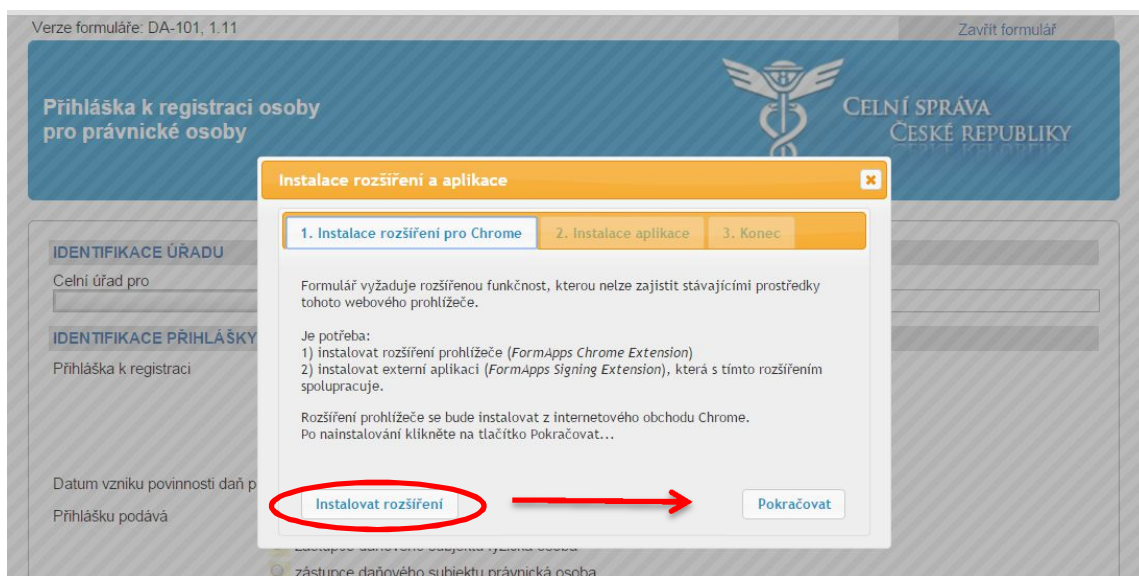 Verze formuláře: DA-101, 1.11
Zavřít formulář
Přihláška k registraci osoby
pro právnické osoby
CELNÍ SPRÁVA
ČESKÉ REPUBLIKY
Instalace rozšíření a aplikace
1. Instalace rozšíření pro Chrome
2. Instalace aplikace
3. Konec
IDENTIFIKACE ÚŘADU
Celní úřad pro
Formulář vyžaduje rozšířenou funkčnost, kterou nelze zajistit stávajícími prostředky
tohoto webového prohlížeče.
Je potřeba:
1) instalovat rozšíření prohlížeče (FormApps Chrome Extension)
2) instalovat externí aplikaci (FormApps Signing Extension), která s tímto rozšířením
spolupracuje.
Rozšíření prohlížeče se bude instalovat z internetového obchodu Chrome.
Po nainstalování klikněte na tlačítko Pokračovat...
IDENTIFIKACE PŘIHLÁŠKY
Přihláška k registraci
Datum vzniku povinnosti daň p
Přihlášku podává
Instalovat rozšíření
Pokračovat
zástupce daňového subjektu fyzická osoba
zástupce daňového subjektu právnická osoba